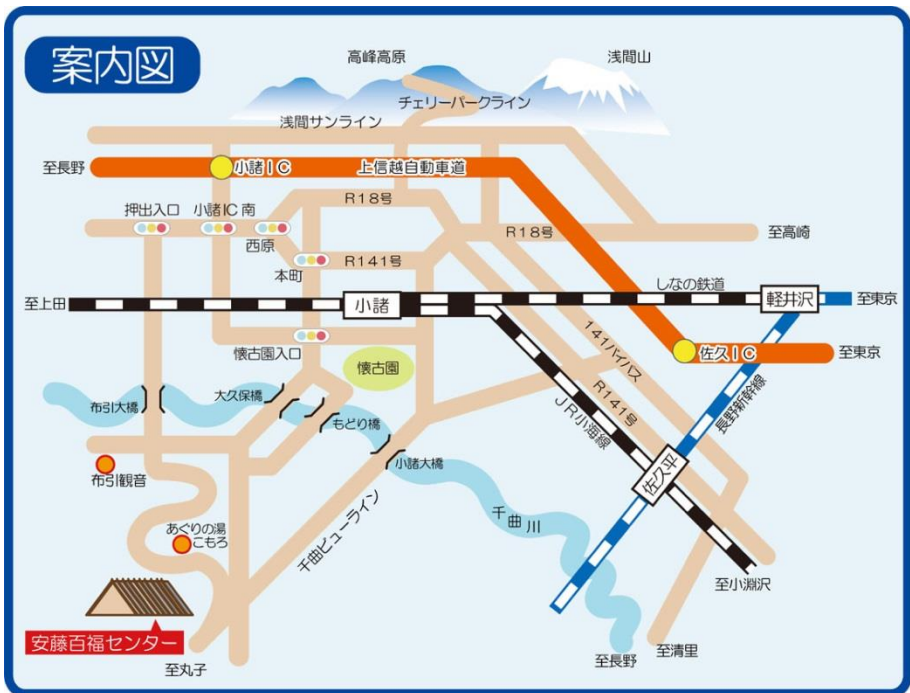 案内図
高峰高原
浅間山
チェリーパークライン
浅間サンライン
至長野
小諸IC
上信越自動車道
R18号
押出入口
小諸IC南
西原
R18号
至高崎
本町
R141号
しなの鉄道
軽井沢
至東京
至上田
小諸
141バイパス
懐古園入口
佐久IC
至東京
懐古園
大久保橋
布引大橋
もどり橋
R141号
JR小海線
長野新幹線
小諸大橋
布引観音
佐久平
千曲川
あぐりの湯
こもろ
千曲ビューライン
至小淵沢
安藤百福センター
至丸子
至長野
至清里